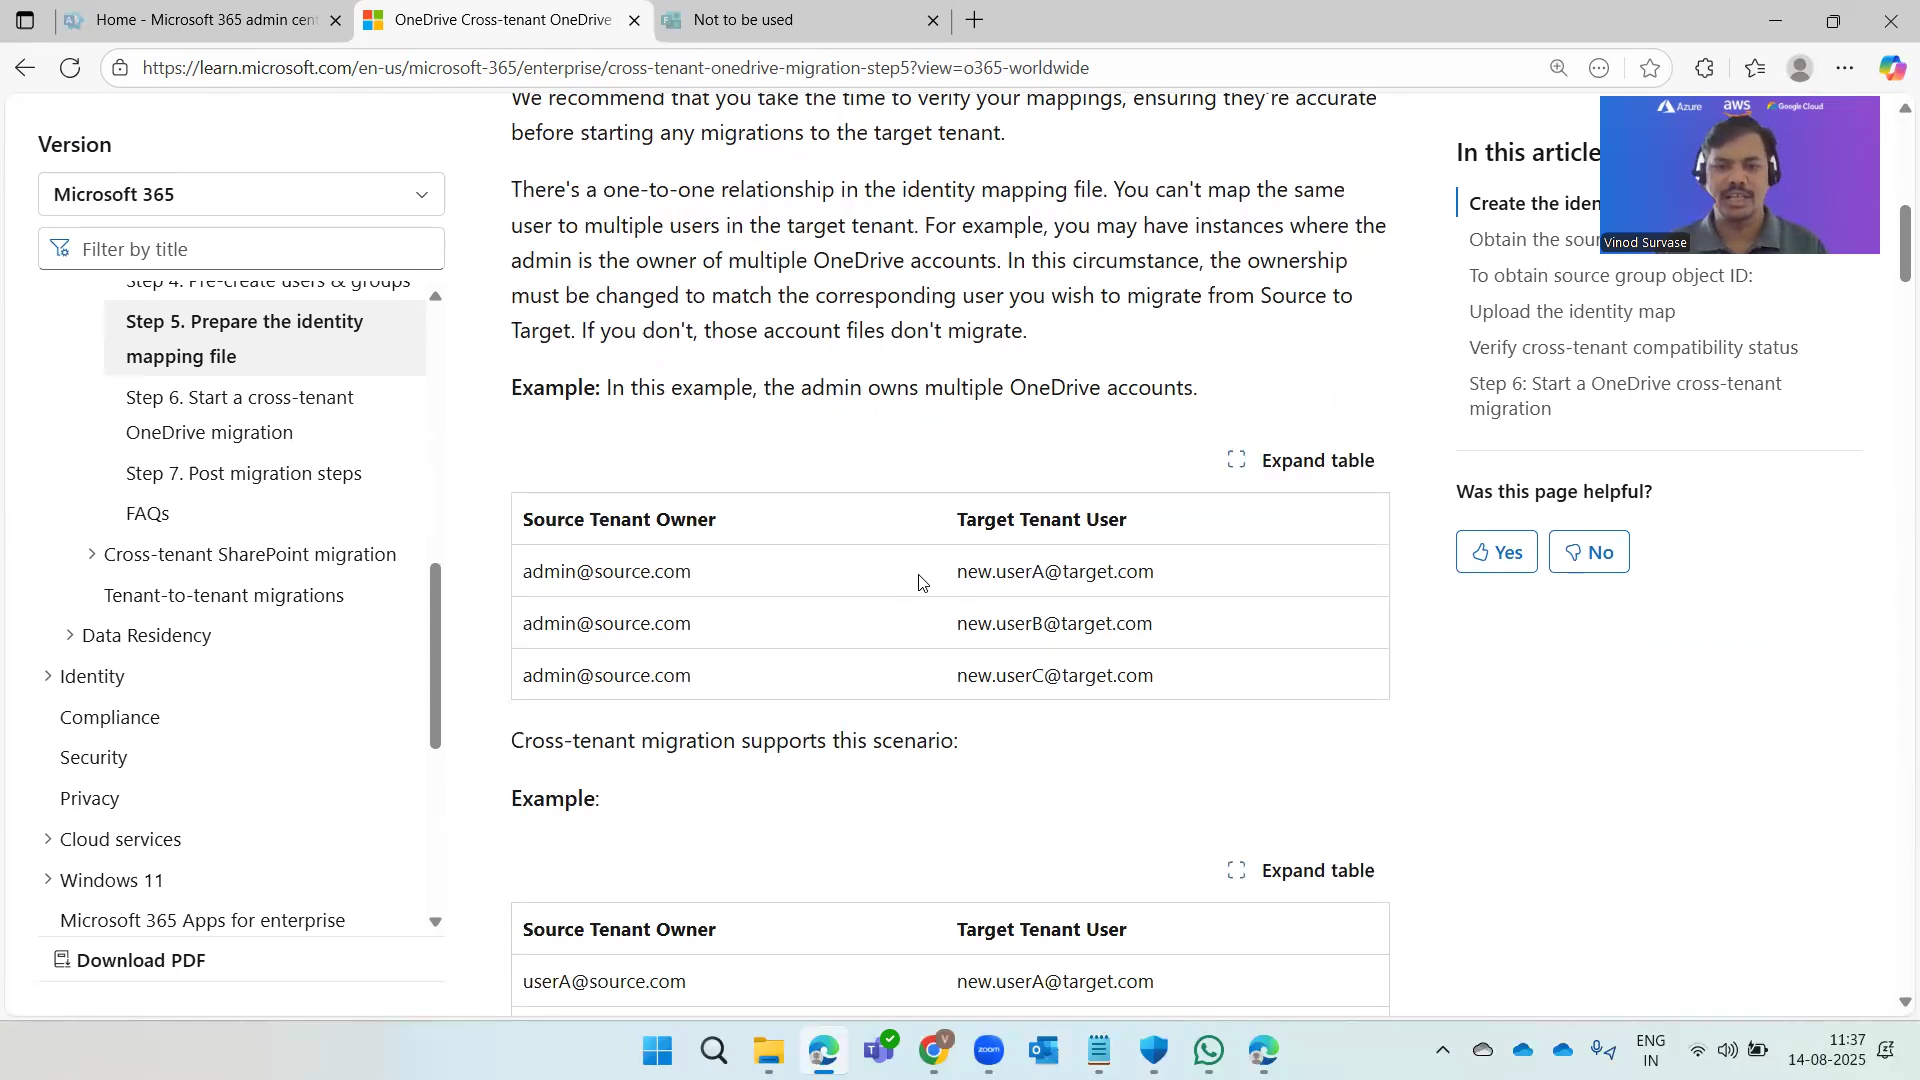 Home - Microsoft 365 admin cent
OneDrive Cross-tenant OneDrive
Not to be used
https://learn.microsoft.com/en-us/microsoft-365/enterprise/cross-tenant-onedrive-migration-step5?view=o365-worldwide
Version
Microsoft 365
Filter by title
Step 4. Pre-create users & groups
Step 5. Prepare the identity
mapping file
Step 6. Start a cross-tenant
OneDrive migration
Step 7. Post migration steps
FAQs
Cross-tenant SharePoint migration
Tenant-to-tenant migrations
Data Residency
Identity
Compliance
Security
Privacy
Cloud services
Windows 11
Microsoft 365 Apps for enterprise
Download PDF
We recommend that you take the time to verify your mappings, ensuring they're accurate
before starting any migrations to the target tenant.
There's a one-to-one relationship in the identity mapping file. You can't map the same
user to multiple users in the target tenant. For example, you may have instances where the
admin is the owner of multiple OneDrive accounts. In this circumstance, the ownership
must be changed to match the corresponding user you wish to migrate from Source to
Target. If you don't, those account files don't migrate.
Example: In this example, the admin owns multiple OneDrive accounts.
Expand table
Source Tenant Owner Target Tenant User
admin@source.com new.userA@target.com
admin@source.com new.userB@target.com
admin@source.com new.userC@target.com
Cross-tenant migration supports this scenario:
Example:
Expand table
Source Tenant Owner Target Tenant User
userA@source.com new.userA@target.com
In this article
Create the iden
Obtain the sour
To obtain source group object ID:
Upload the identity map
Verify cross-tenant compatibility status
Step 6: Start a OneDrive cross-tenant
migration
Was this page helpful?
Yes
No
Azure aws Google Cloud
Vinod Survase
zoom
V
ENG
IN
11:37
14-08-2025